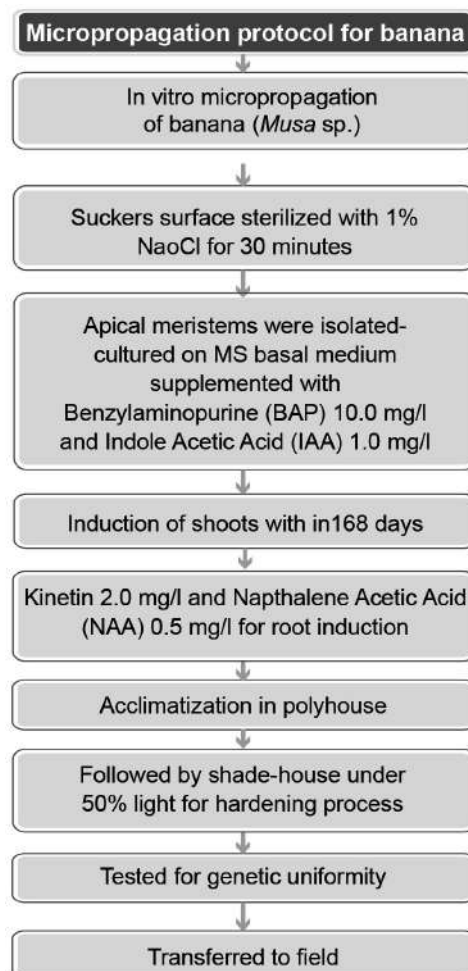 Micropropagation protocol for banana
In vitro micropropagation
of banana (Musa sp.)
Suckers surface sterilized with 1%
NaoCl for 30 minutes
Apical meristems were isolated-
cultured on MS basal medium
supplemented with
Benzylaminopurine (BAP) 10.0 mg/l
and Indole Acetic Acid (IAA) 1.0 mg/l
Induction of shoots with in168 days
Kinetin 2.0 mg/l and Napthalene Acetic Acid
(NAA) 0.5 mg/l for root induction
Acclimatization in polyhouse
Followed by shade-house under
50% light for hardening process
Tested for genetic uniformity
Transferred to field